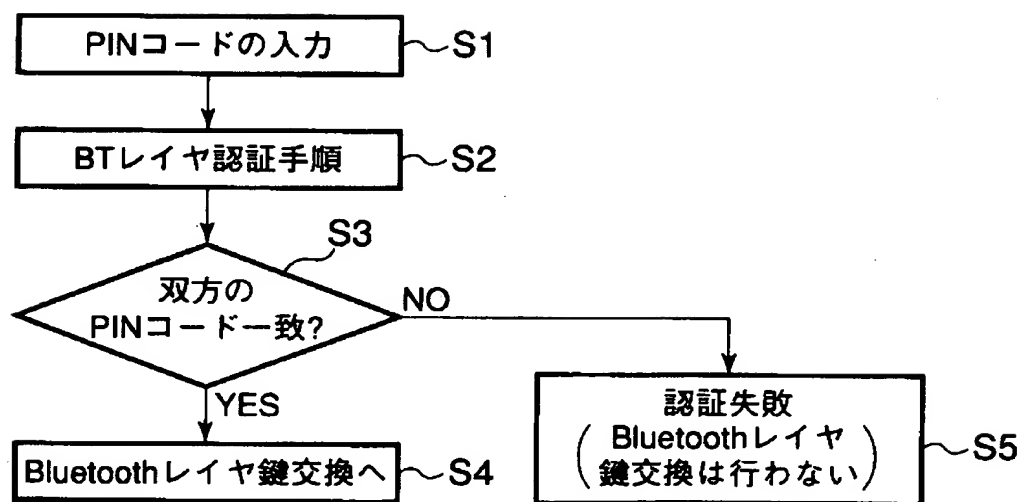 PINコードの入力
S1
BTレイヤ認証手順
S2
S3
双方の
PINコード一致?
NO
YES
Bluetoothレイヤ鍵交換へ
S4
認証失敗
(Bluetoothレイヤ
鍵交換は行わない)
S5